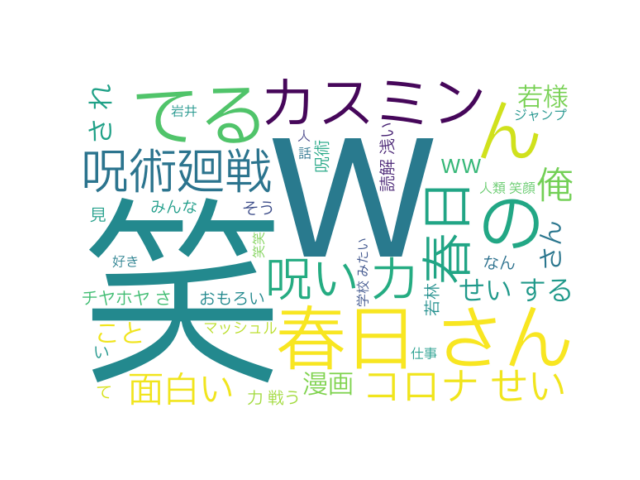 カスミン
てる
され
岩井
若様
ジャンプ
人
話
呪術
読解 浅い
ん
W
ww
呪術廻戦
人類 笑顔
俺
見
みんな
そう
笑
春日
の
さん
笑笑
好き
呪い 力
学校 みたい
なん
チヤホヤ さ
おもろい
若林
せい する
こと
マッシュル
春日 さん
い
仕事
て
面白い
力 戦う
漫画
コロナ せい